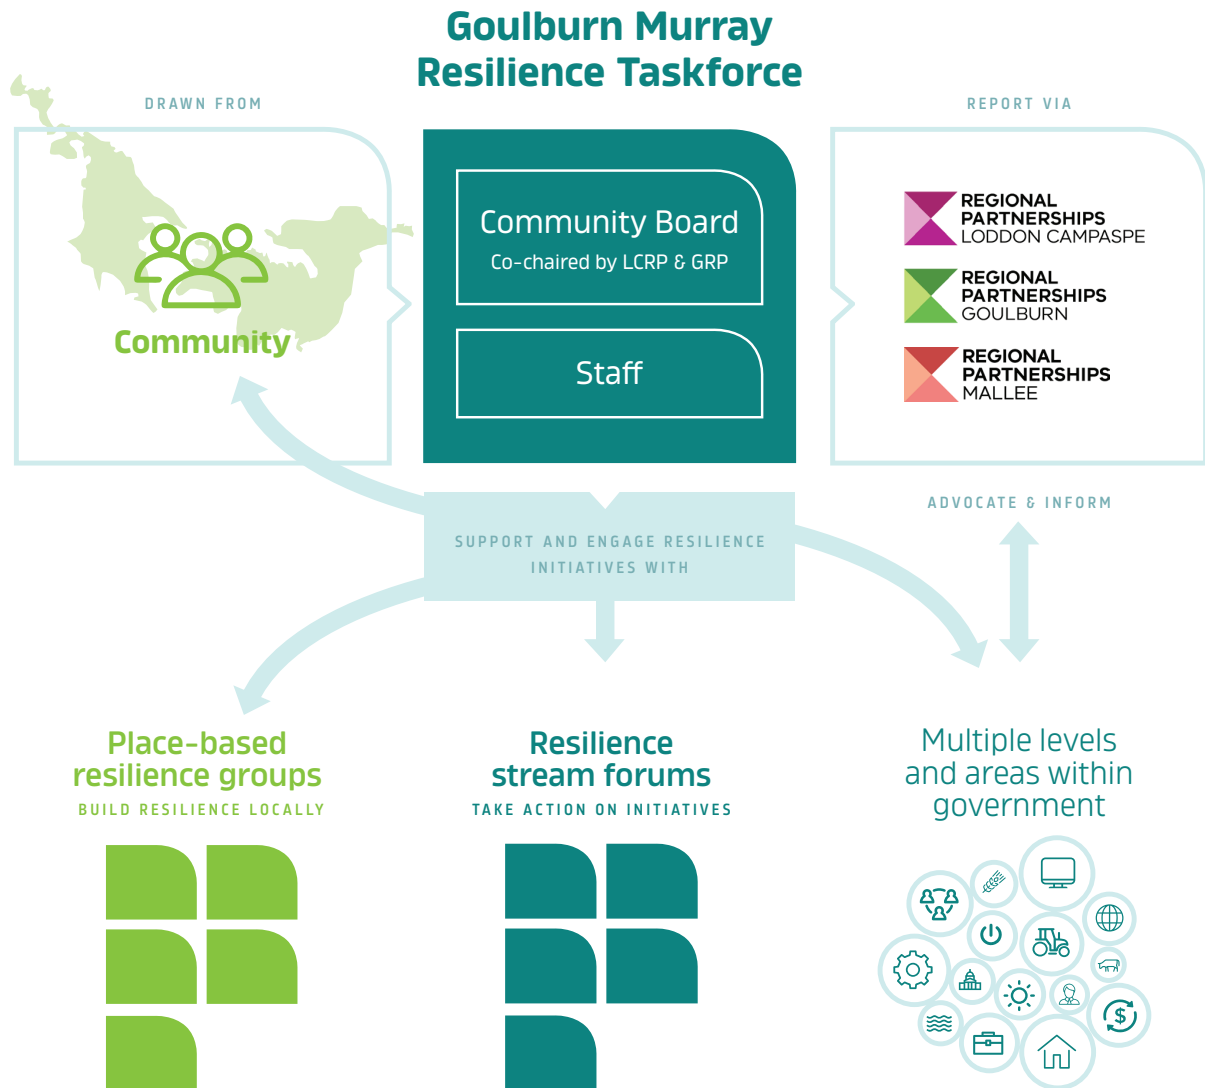 Goulburn Murray
Resilience Taskforce
DRAWN FROM
Community
Community Board
Co-chaired by LCRP & GRP
Staff
REPORT VIA
REGIONAL
PARTNERSHIPS
LODDON CAMPASPE
REGIONAL
PARTNERSHIPS
GOULBURN
REGIONAL
PARTNERSHIPS
MALLEE
ADVOCATE & INFORM
SUPPORT AND ENGAGE RESILIENCE
INITIATIVES WITH
Place-based
resilience groups
BUILD RESILIENCE LOCALLY
Resilience
stream forums
TAKE ACTION ON INITIATIVES
Multiple levels
and areas within
government
$